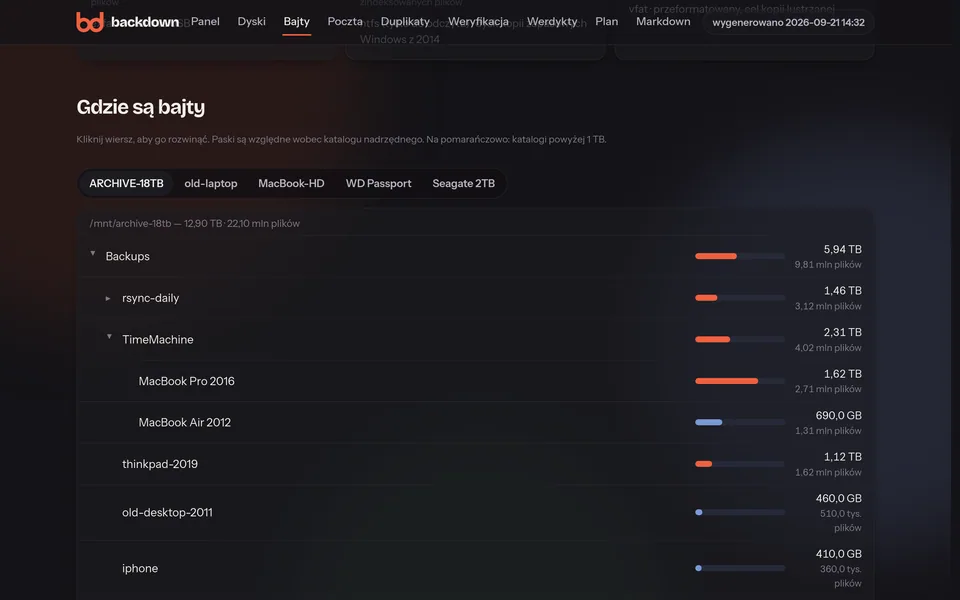 bd backdown Panel Dyski Bajty Poczta Duplikaty Weryfikacja Werdykty Plan Markdown wygenerowano 2026-09-21 14:32
plików
Windows z 2014
Gdzie są bajty
Kliknij wiersz, aby go rozwinąć. Paski są względne wobec katalogu nadrzędnego. Na pomarańczowo: katalogi powyżej 1 TB.
ARCHIVE-18TB old-laptop MacBook-HD WD Passport Seagate 2TB
/mnt/archive-18tb — 12,90 TB · 22,10 mln plików
Backups 5,94 TB
9,81 mln plików
rsync-daily 1,46 TB
3,12 mln plików
TimeMachine 2,31 TB
4,02 mln plików
MacBook Pro 2016 1,62 TB
2,71 mln plików
MacBook Air 2012 690,0 GB
1,31 mln plików
thinkpad-2019 1,12 TB
1,62 mln plików
old-desktop-2011 460,0 GB
510,0 tys.
plików
iphone 410,0 GB
360,0 tys.
plików